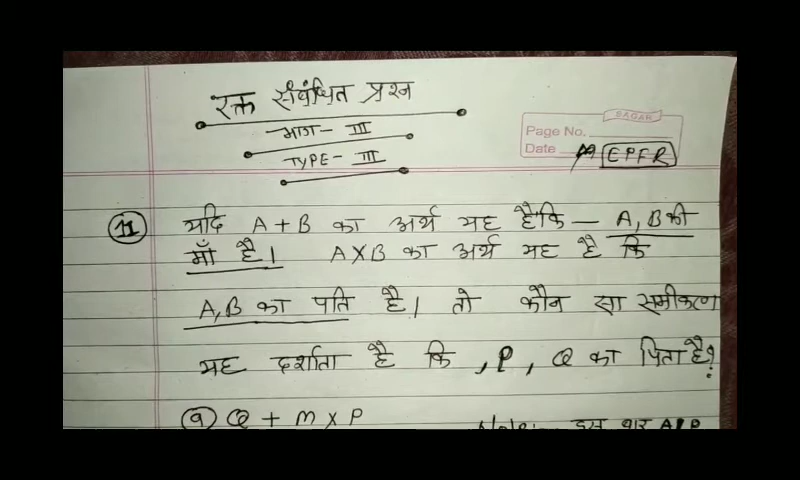 रक्त संबंधित प्रश्न
भाग- III
TYPE- III
SAGAR
Page No.
Date
EPFR
11 यदि A+B का अर्थ यह है कि — A,B की
माँ है। A×B का अर्थ यह है कि
A,B का पति है। तो कौन सा समीकरण
यह दर्शाता है कि , P, Q का पिता है?
(a) Q + M × P
इस बार